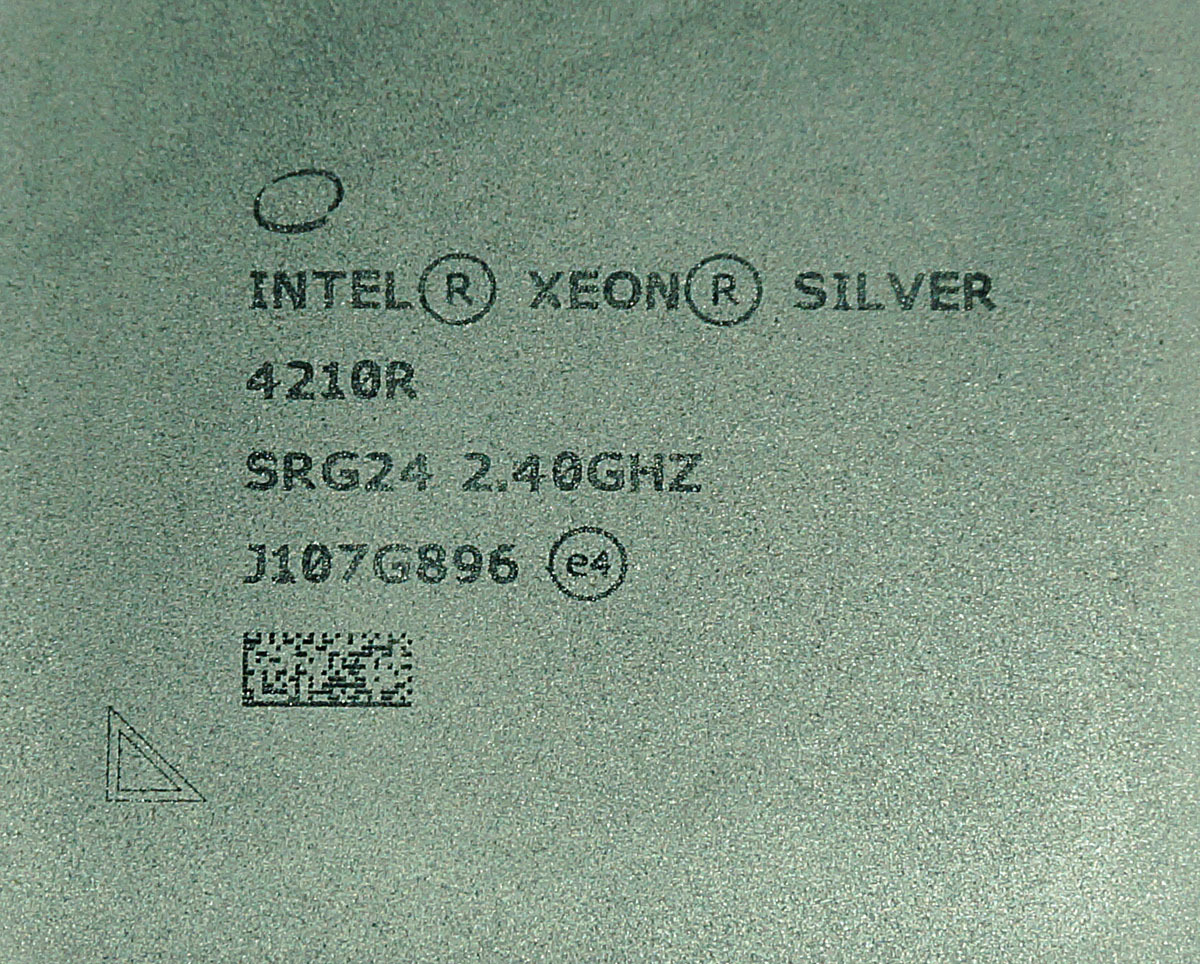 INTEL® XEON® SILVER
4210R
SRG24 2.40GHZ
J107G896 e4